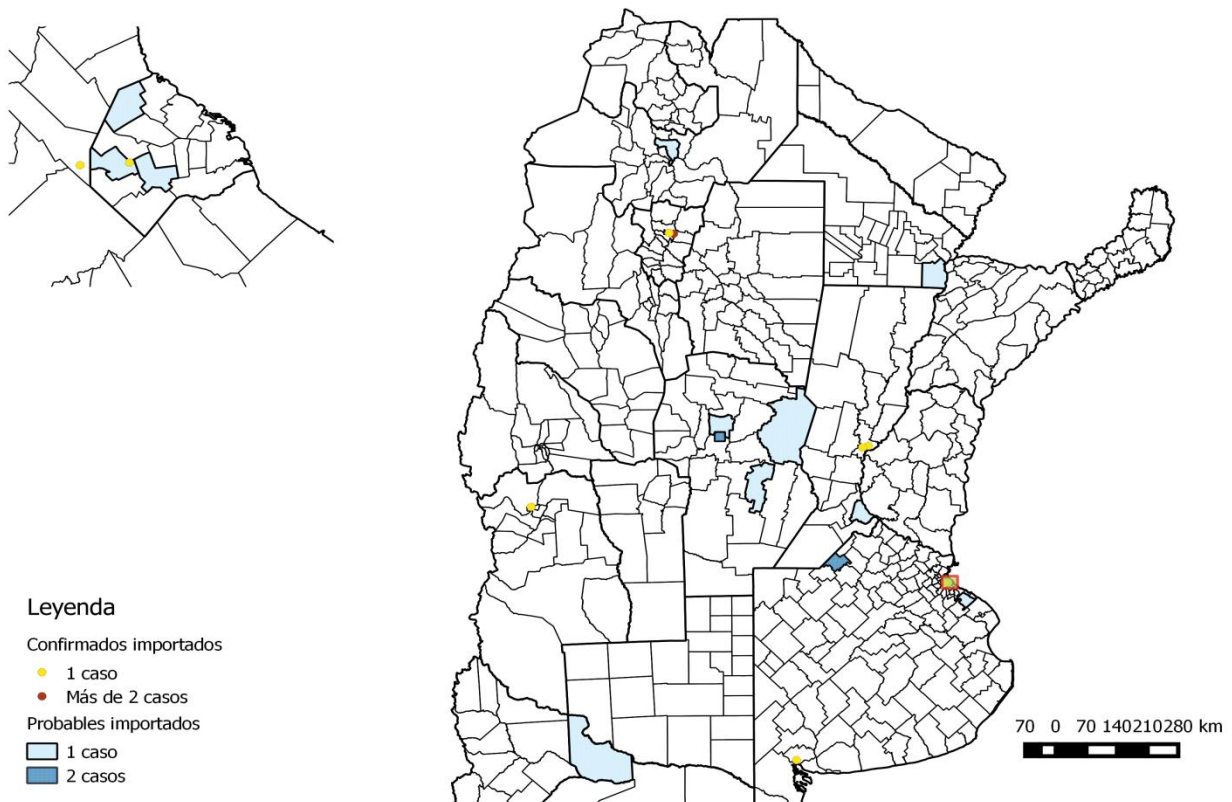 Leyenda
Confirmados importados
1 caso
Más de 2 casos
Probables importados
1 caso
2 casos
70 0 70 140210280 km